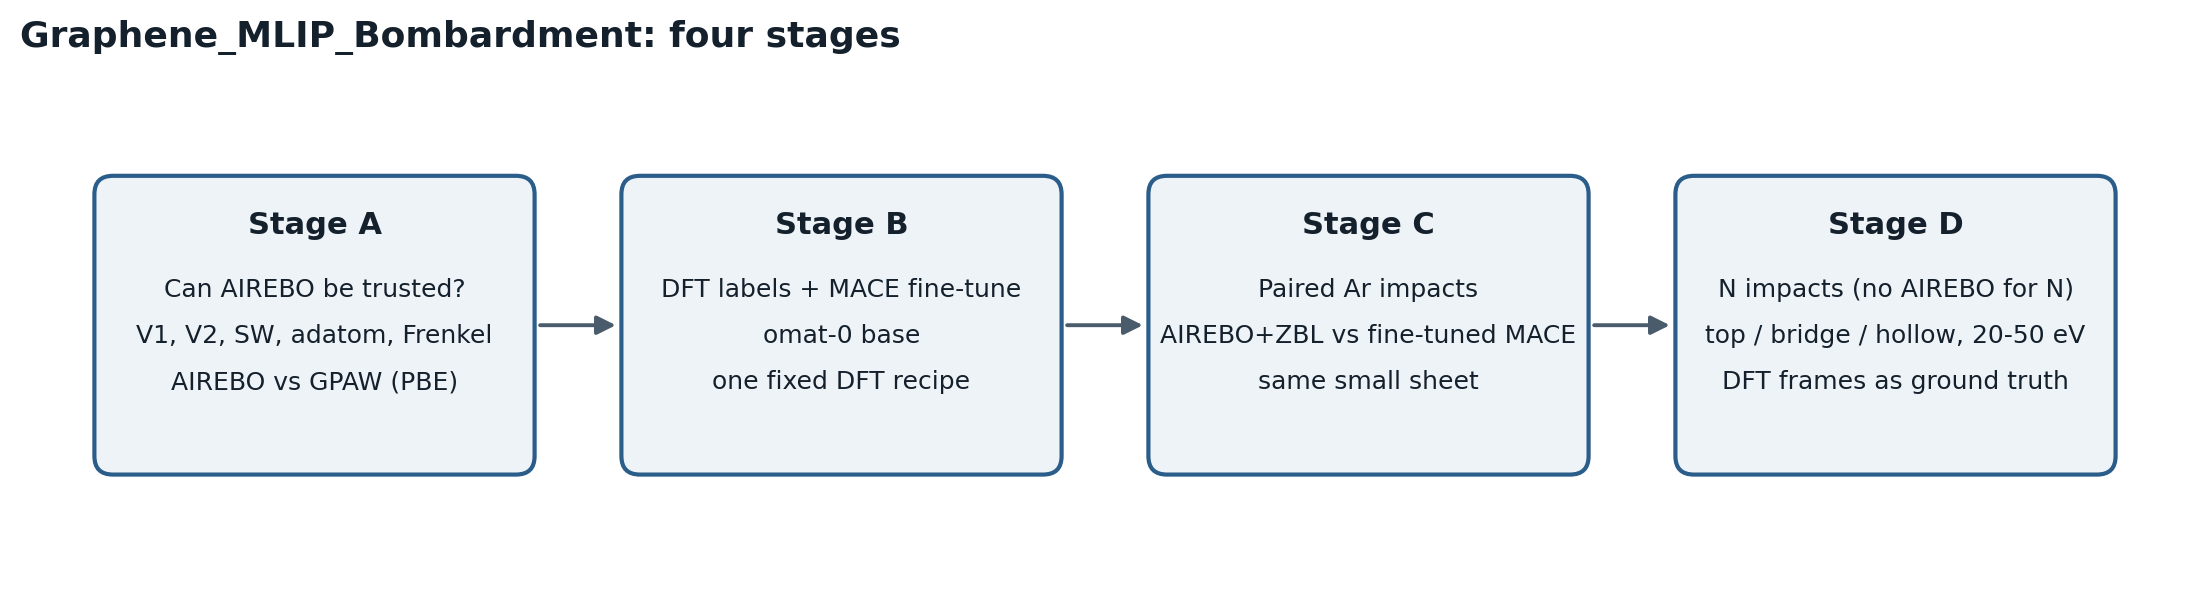 Graphene_MLIP_Bombardment: four stages
Stage A
Can AIREBO be trusted?
V1, V2, SW, adatom, Frenkel
AIREBO vs GPAW (PBE)
Stage B
DFT labels + MACE fine-tune
omat-0 base
one fixed DFT recipe
Stage C
Paired Ar impacts
AIREBO+ZBL vs fine-tuned MACE
same small sheet
Stage D
N impacts (no AIREBO for N)
top / bridge / hollow, 20-50 eV
DFT frames as ground truth